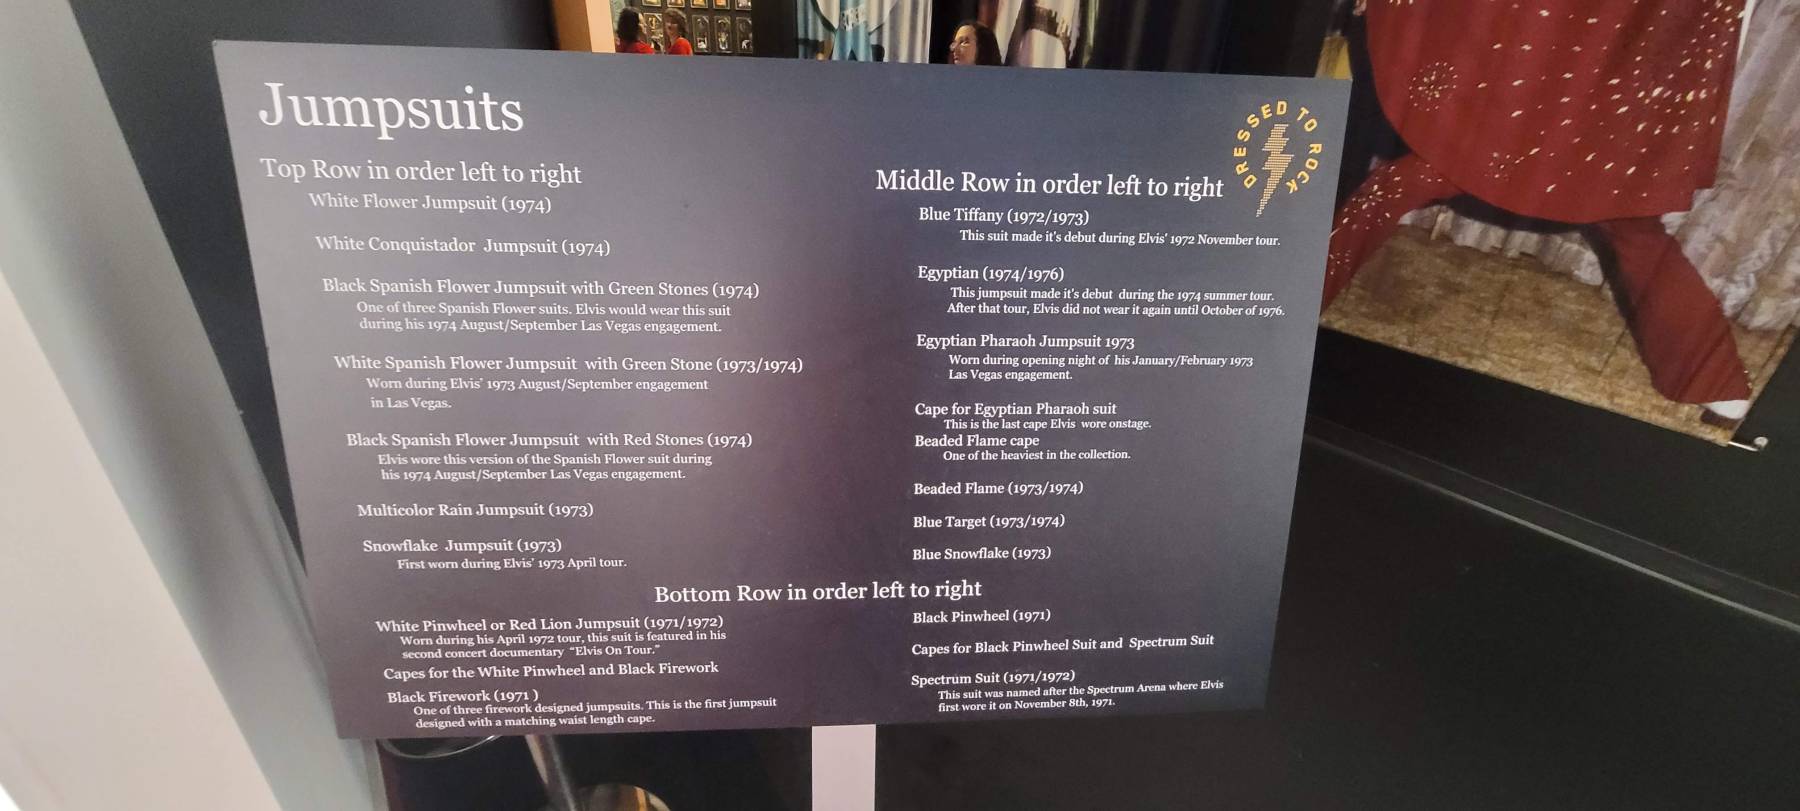 Jumpsuits
DRESSED TO ROCK
Top Row in order left to right
White Flower Jumpsuit (1974)
White Conquistador Jumpsuit (1974)
Black Spanish Flower Jumpsuit with Green Stones (1974)
One of three Spanish Flower suits. Elvis would wear this suit
during his 1974 August/September Las Vegas engagement.
White Spanish Flower Jumpsuit with Green Stone (1973/1974)
Worn during Elvis' 1973 August/September engagement
in Las Vegas.
Black Spanish Flower Jumpsuit with Red Stones (1974)
Elvis wore this version of the Spanish Flower suit during
his 1974 August/September Las Vegas engagement.
Multicolor Rain Jumpsuit (1973)
Snowflake Jumpsuit (1973)
First worn during Elvis' 1973 April tour.
Middle Row in order left to right
Blue Tiffany (1972/1973)
This suit made it's debut during Elvis' 1972 November tour.
Egyptian (1974/1976)
This jumpsuit made it's debut during the 1974 summer tour.
After that tour, Elvis did not wear it again until October of 1976.
Egyptian Pharaoh Jumpsuit 1973
Worn during opening night of his January/February 1973
Las Vegas engagement.
Cape for Egyptian Pharaoh suit
This is the last cape Elvis wore onstage.
Beaded Flame cape
One of the heaviest in the collection.
Beaded Flame (1973/1974)
Blue Target (1973/1974)
Blue Snowflake (1973)
Bottom Row in order left to right
White Pinwheel or Red Lion Jumpsuit (1971/1972)
Worn during his April 1972 tour, this suit is featured in his
second concert documentary "Elvis On Tour."
Capes for the White Pinwheel and Black Firework
Black Firework (1971 )
One of three firework designed jumpsuits. This is the first jumpsuit
designed with a matching waist length cape.
Black Pinwheel (1971)
Capes for Black Pinwheel Suit and Spectrum Suit
Spectrum Suit (1971/1972)
This suit was named after the Spectrum Arena where Elvis
first wore it on November 8th, 1971.